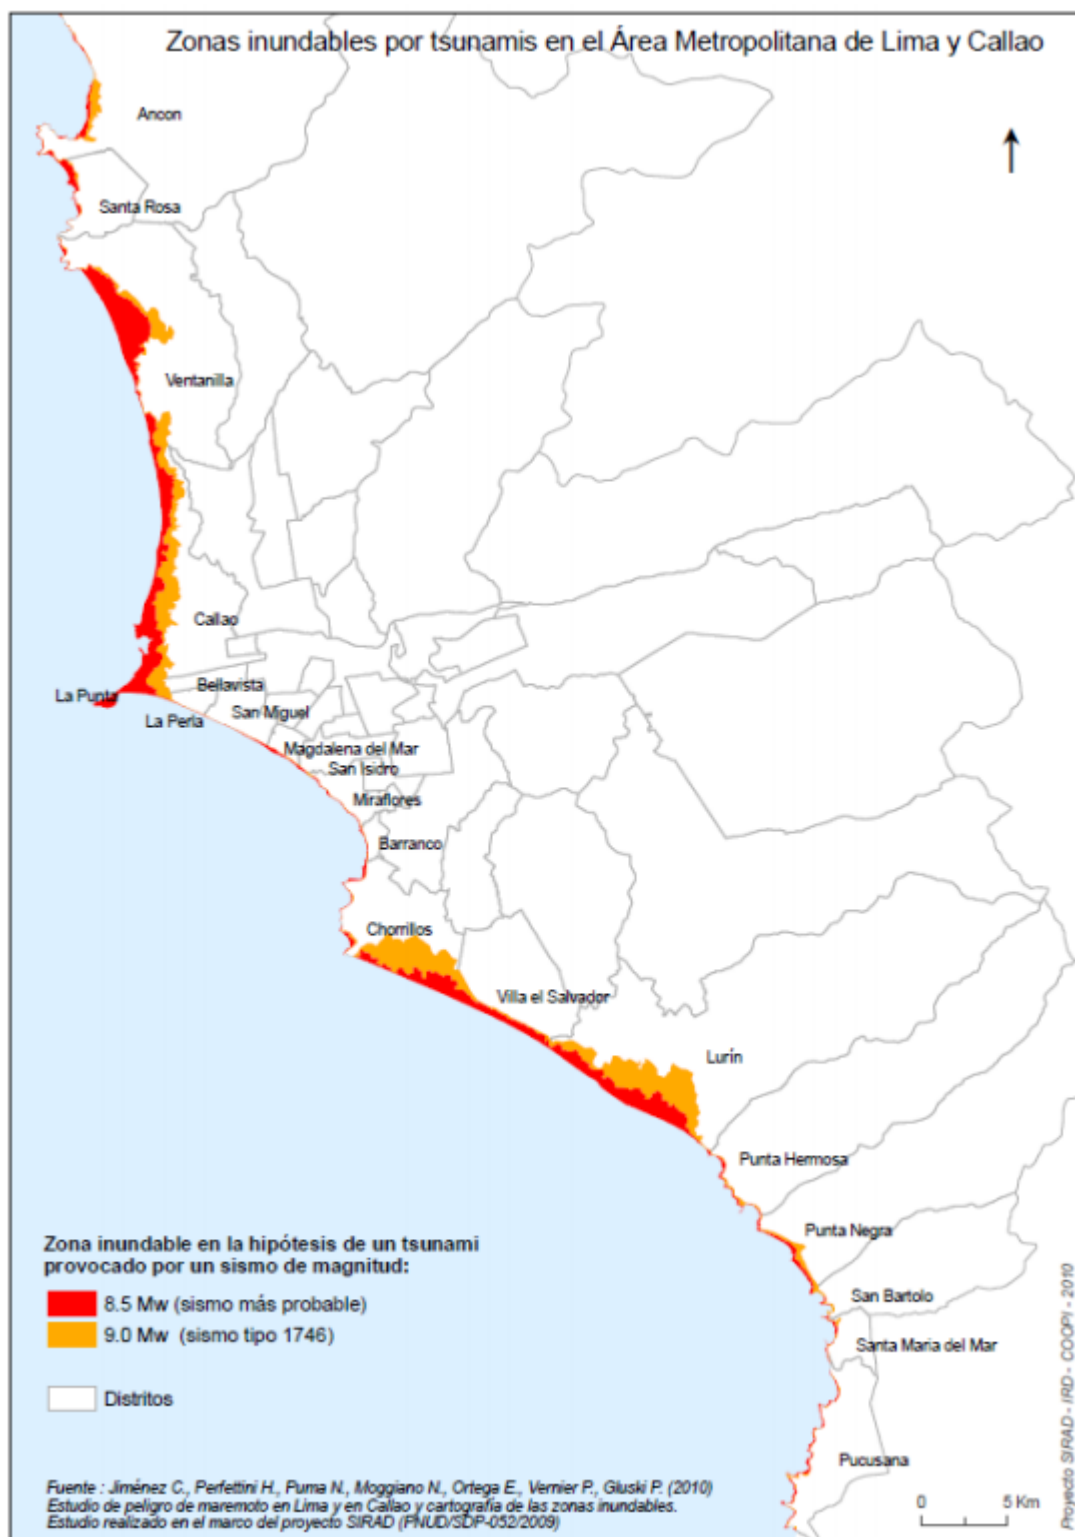 Zonas inundables por tsunamis en el Área Metropolitana de Lima y Callao
Ancon
Santa Rosa
Ventanilla
Callao
La Punta
Bellavista
La Perla
San Miguel
Magdalena del Mar
San Isidro
Miraflores
Barranco
Chorrillos
Villa el Salvador
Lurín
Punta Hermosa
Punta Negra
San Bartolo
Santa Maria del Mar
Pucusana
Zona inundable en la hipótesis de un tsunami
provocado por un sismo de magnitud:
8.5 Mw (sismo más probable)
9.0 Mw (sismo tipo 1746)
Distritos
0 5 Km
Fuente : Jiménez C., Perfettini H., Puma N., Moggiano N., Ortega E., Vernier P., Gluski P. (2010)
Estudio de peligro de maremoto en Lima y en Callao y cartografía de las zonas inundables.
Estudio realizado en el marco del proyecto SIRAD (PNUD/SDP-052/2009)
Proyecto SIRAD - IRD - COOPI - 2010